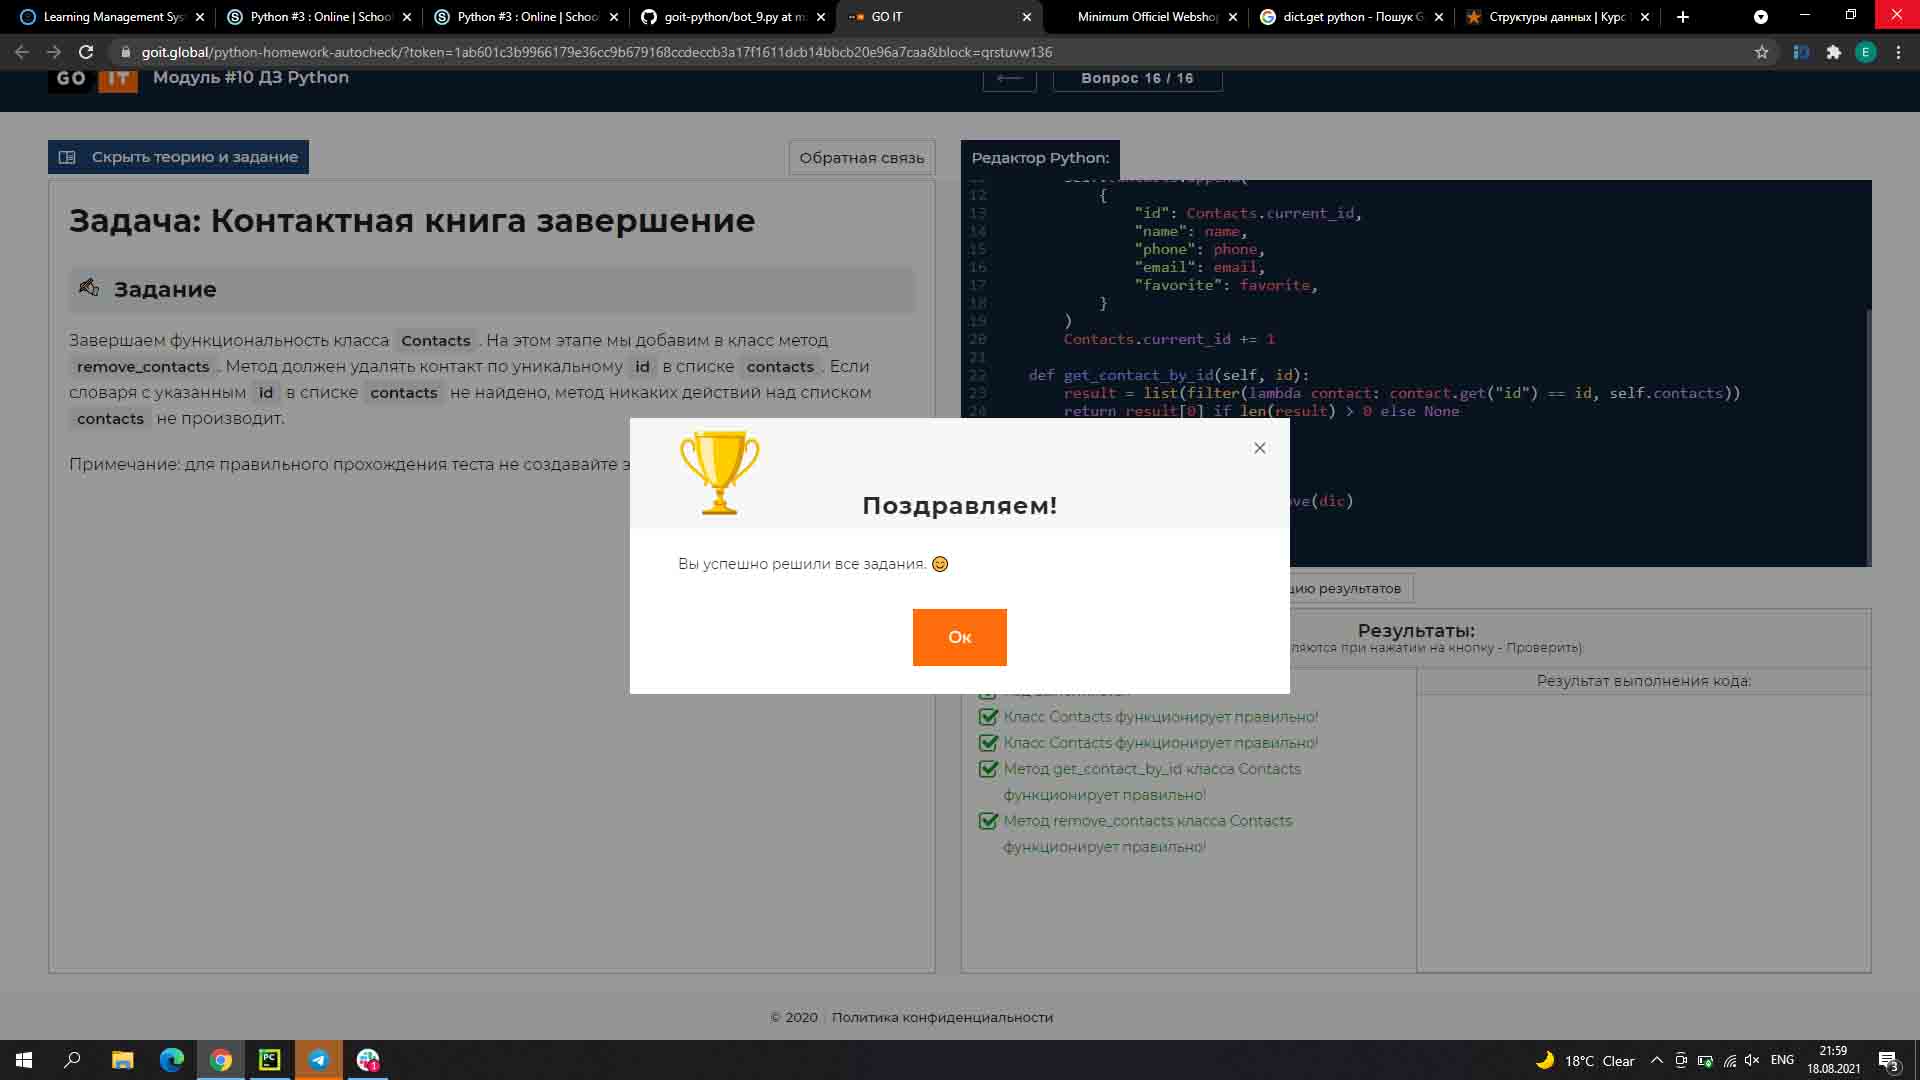 Learning Management Sys
Python #3 : Online | Schoo
Python #3 : Online | Schoo
goit-python/bot_9.py at ma
GO IT
Minimum Officiel Webshop
dict.get python - Пошук G
Структуры данных | Курс
goit.global/python-homework-autocheck/?token=1ab601c3b9966179e36cc9b679168ccdeccb3a17f1611dcb14bbcb20e96a7caa&block=qrstuvw136
E
GO IT
Модуль #10 ДЗ Python
Вопрос 16 / 16
Скрыть теорию и задание
Обратная связь
Задача: Контактная книга завершение
Задание
Завершаем функциональность класса Contacts . На этом этапе мы добавим в класс метод
remove_contacts . Метод должен удалять контакт по уникальному id в списке contacts . Если
словаря с указанным id в списке contacts не найдено, метод никаких действий над списком
contacts не производит.
Примечание: для правильного прохождения теста не создавайте э
Редактор Python:
12 {
13 "id": Contacts.current_id,
14 "name": name,
15 "phone": phone,
16 "email": email,
17 "favorite": favorite,
18 }
19 )
20 Contacts.current_id += 1
21
22 def get_contact_by_id(self, id):
23 result = list(filter(lambda contact: contact.get("id") == id, self.contacts))
24 return result[0] if len(result) > 0 else None
ve(dic)
Поздравляем!
Вы успешно решили все задания.
Ок
цию результатов
Результаты:
ляются при нажатии на кнопку - Проверить):
Результат выполнения кода:
Класс Contacts функционирует правильно!
Класс Contacts функционирует правильно!
Метод get_contact_by_id класса Contacts
функционирует правильно!
Метод remove_contacts класса Contacts
функционирует правильно!
© 2020 | Политика конфиденциальности
PC
1
18°C Clear
ENG
21:59
18.08.2021
3